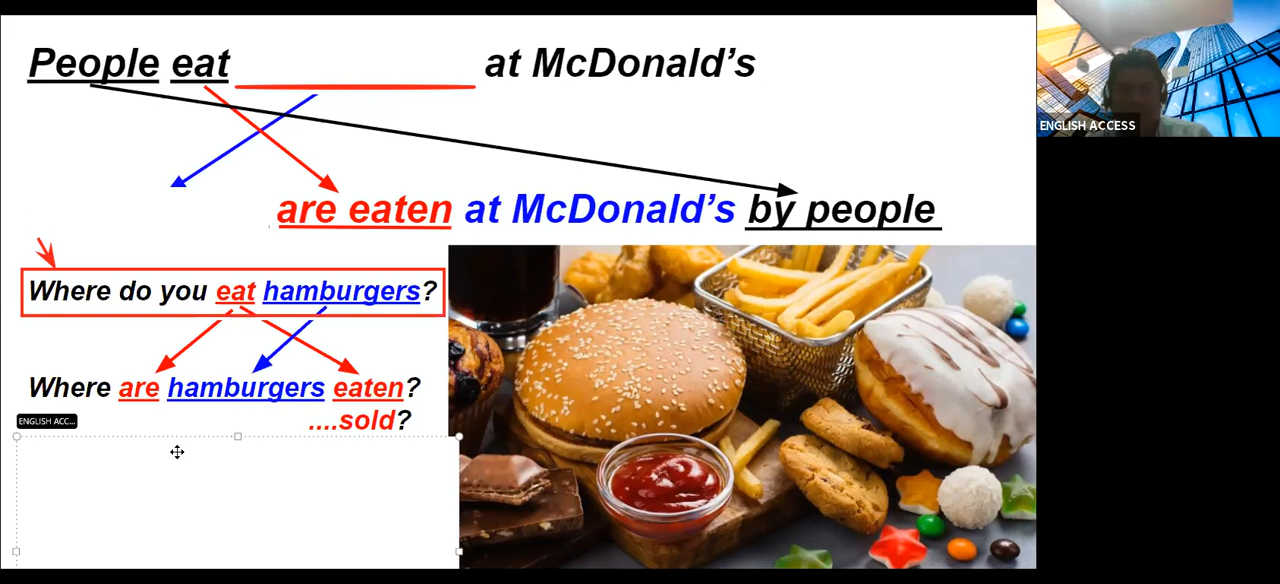 People eat at McDonald's
are eaten at McDonald's by people
Where do you eat hamburgers?
Where are hamburgers eaten?
....sold?
ENGLISH ACC...
ENGLISH ACCESS